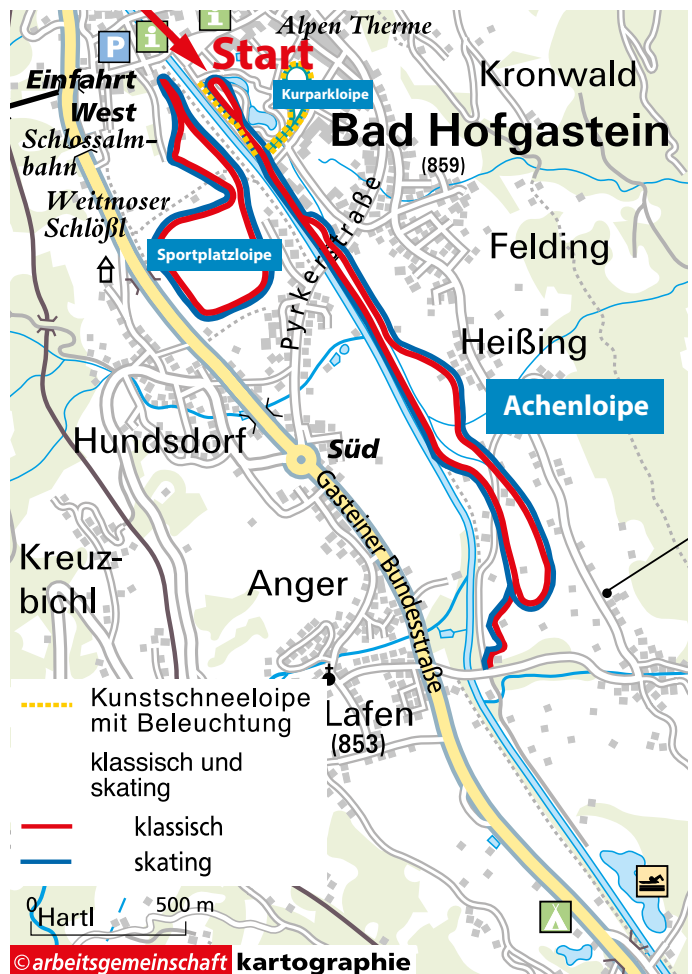 Alpen Therme
P
i
i
Start
Einfahrt
West
Kurparkloipe
Kronwald
Bad Hofgastein
(859)
Schlossalm-
bahn
Weitmoser
Schlößl
Sportplatzloipe
Pyrkerstraße
Felding
Heißing
Achenloipe
Hundsdorf
Süd
Gasteiner Bundesstraße
Kreuz-
bichl
Anger
Lafen
(853)
Kunstschneeloipe
mit Beleuchtung
klassisch und
skating
klassisch
skating
0 500 m
Hartl
© arbeitsgemeinschaft kartographie